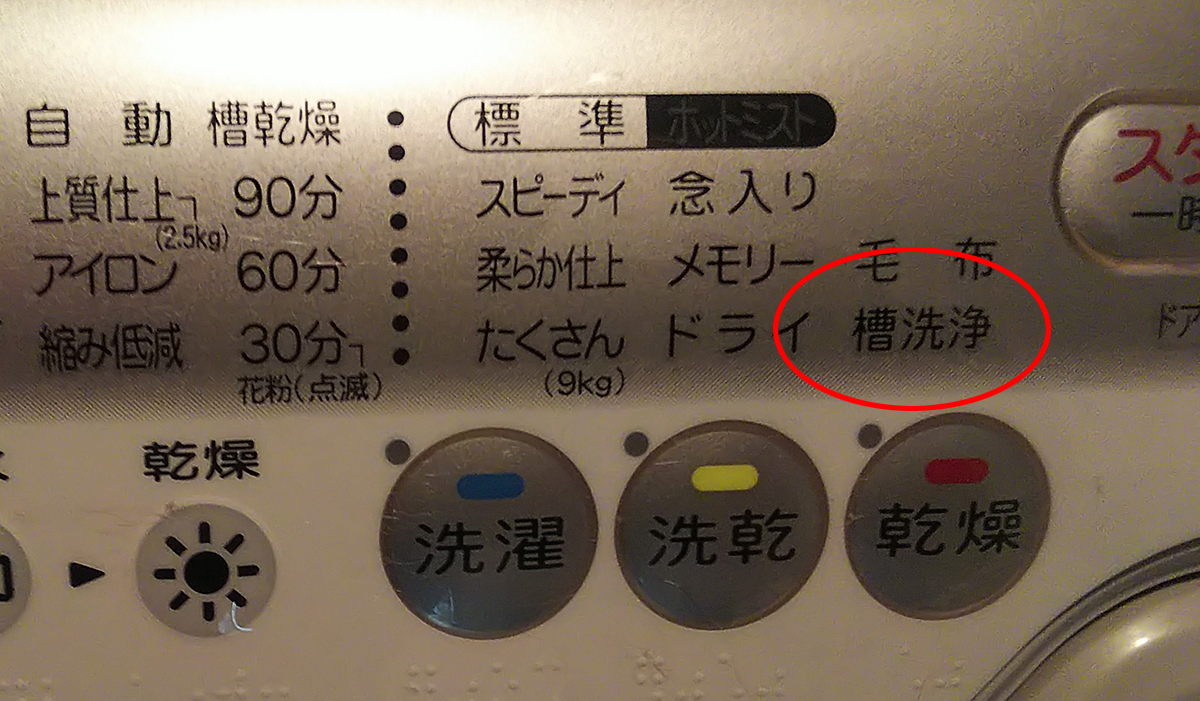 自動 槽乾燥 標準 ホットミスト
上質仕上 90分 スピーディ 念入り
(2.5kg)
アイロン 60分 柔らか仕上 メモリー 毛布
縮み低減 30分 たくさん ドライ 槽洗浄
花粉(点滅) (9kg)
乾燥
洗濯 洗乾 乾燥